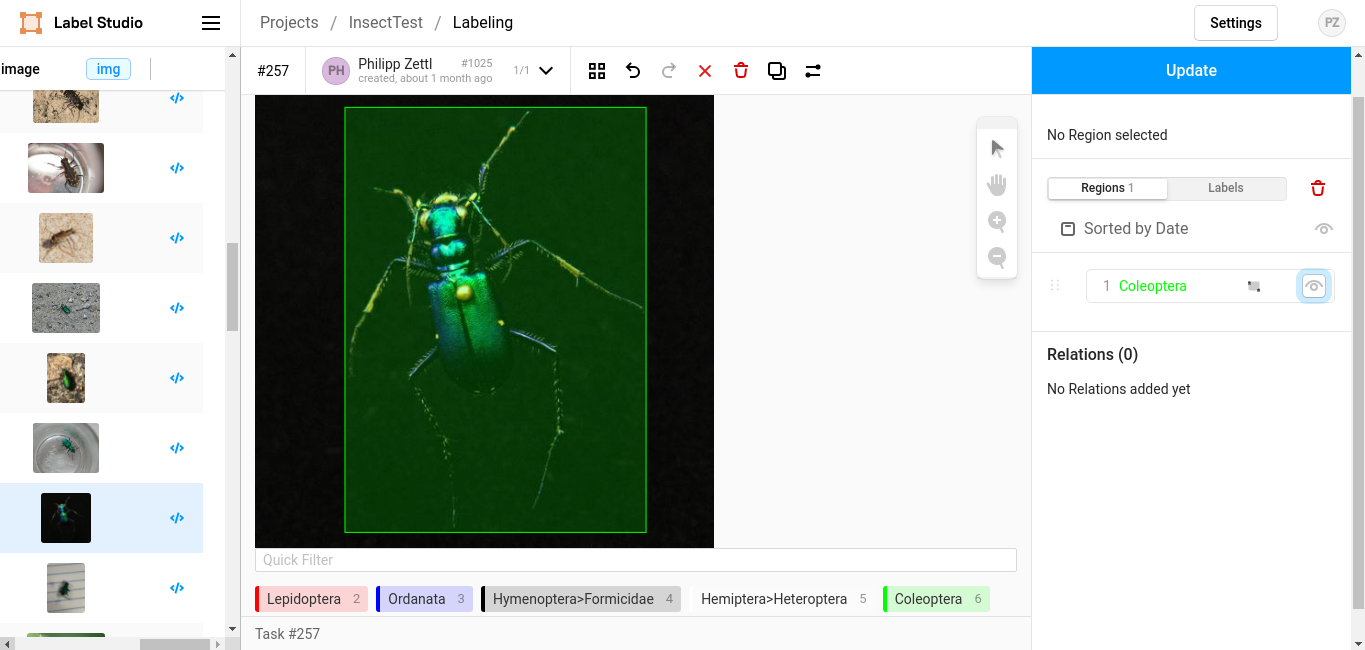 Label Studio
Projects / InsectTest / Labeling
Settings
PZ
image
img
#257
PH
Philipp Zettl
#1025
created, about 1 month ago
1/1
Update
No Region selected
Regions 1
Labels
Sorted by Date
1 Coleoptera
Relations (0)
No Relations added yet
Quick Filter
Lepidoptera 2
Ordanata 3
Hymenoptera>Formicidae 4
Hemiptera>Heteroptera 5
Coleoptera 6
Task #257